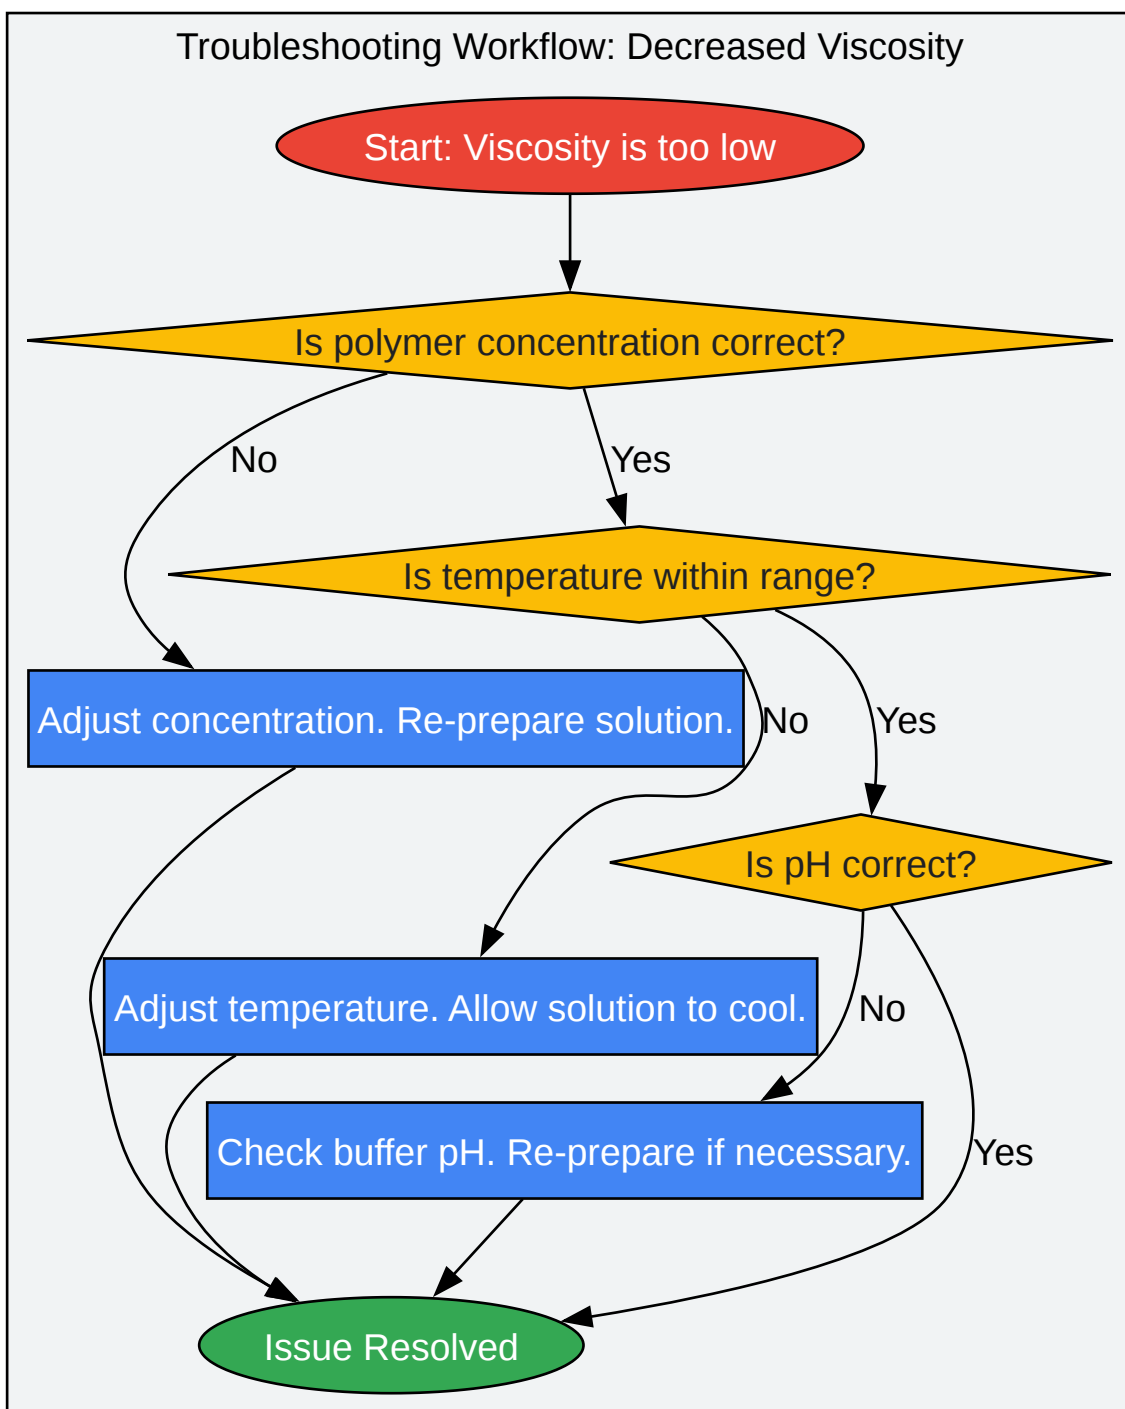 Troubleshooting Workflow: Decreased Viscosity
Start: Viscosity is too low
Is polymer concentration correct?
No
Yes
Is temperature within range?
Adjust concentration. Re-prepare solution.
No
Yes
Is pH correct?
Adjust temperature. Allow solution to cool.
No
Check buffer pH. Re-prepare if necessary.
Yes
Issue Resolved